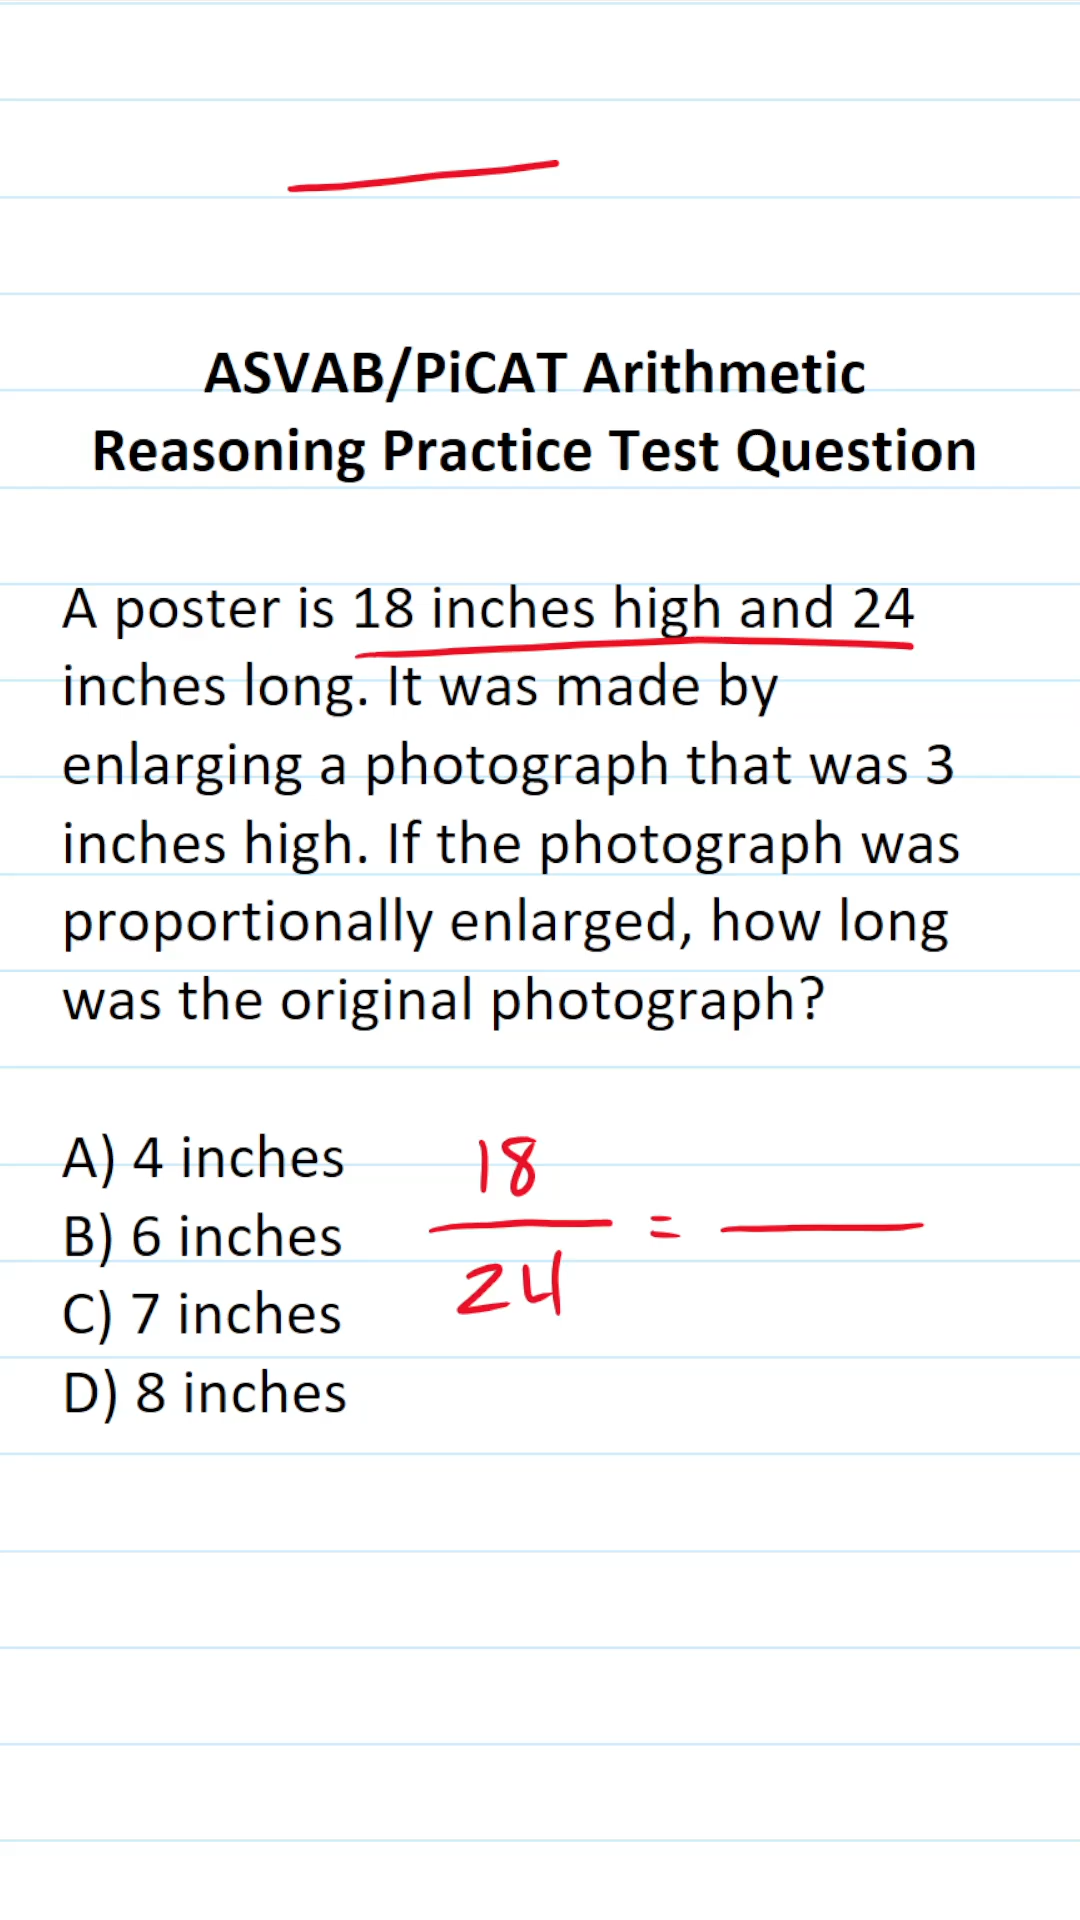 ASVAB/PiCAT Arithmetic
Reasoning Practice Test Question
A poster is 18 inches high and 24
inches long. It was made by
enlarging a photograph that was 3
inches high. If the photograph was
proportionally enlarged, how long
was the original photograph?
A) 4 inches
B) 6 inches
C) 7 inches
D) 8 inches
18
=
24